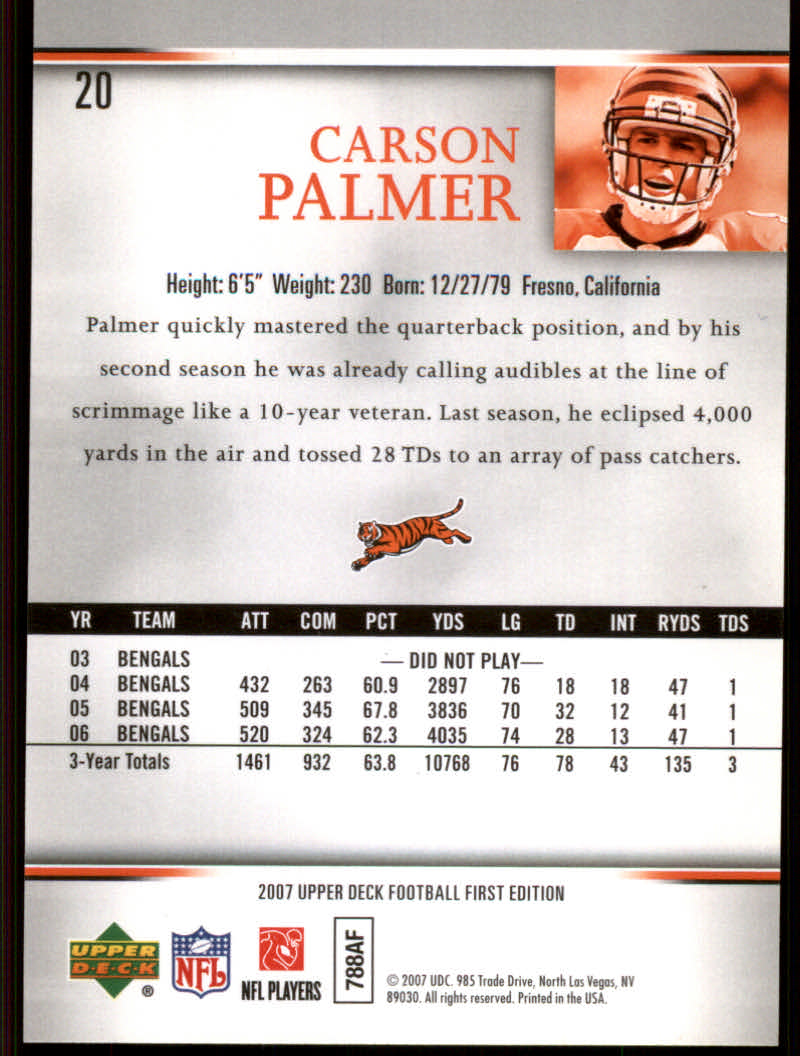 20
CARSON
PALMER
Height: 6'5" Weight: 230 Born: 12/27/79 Fresno, California
Palmer quickly mastered the quarterback position, and by his
second season he was already calling audibles at the line of
scrimmage like a 10-year veteran. Last season, he eclipsed 4,000
yards in the air and tossed 28 TDs to an array of pass catchers.
YR TEAM ATT COM PCT YDS LG TD INT RYDS TDS
03 BENGALS — DID NOT PLAY—
04 BENGALS 432 263 60.9 2897 76 18 18 47 1
05 BENGALS 509 345 67.8 3836 70 32 12 41 1
06 BENGALS 520 324 62.3 4035 74 28 13 47 1
3-Year Totals 1461 932 63.8 10768 76 78 43 135 3
2007 UPPER DECK FOOTBALL FIRST EDITION
UPPER
D·E·C·K
®
NFL
NFL PLAYERS
788AF
© 2007 UDC. 985 Trade Drive, North Las Vegas, NV
89030. All rights reserved. Printed in the USA.